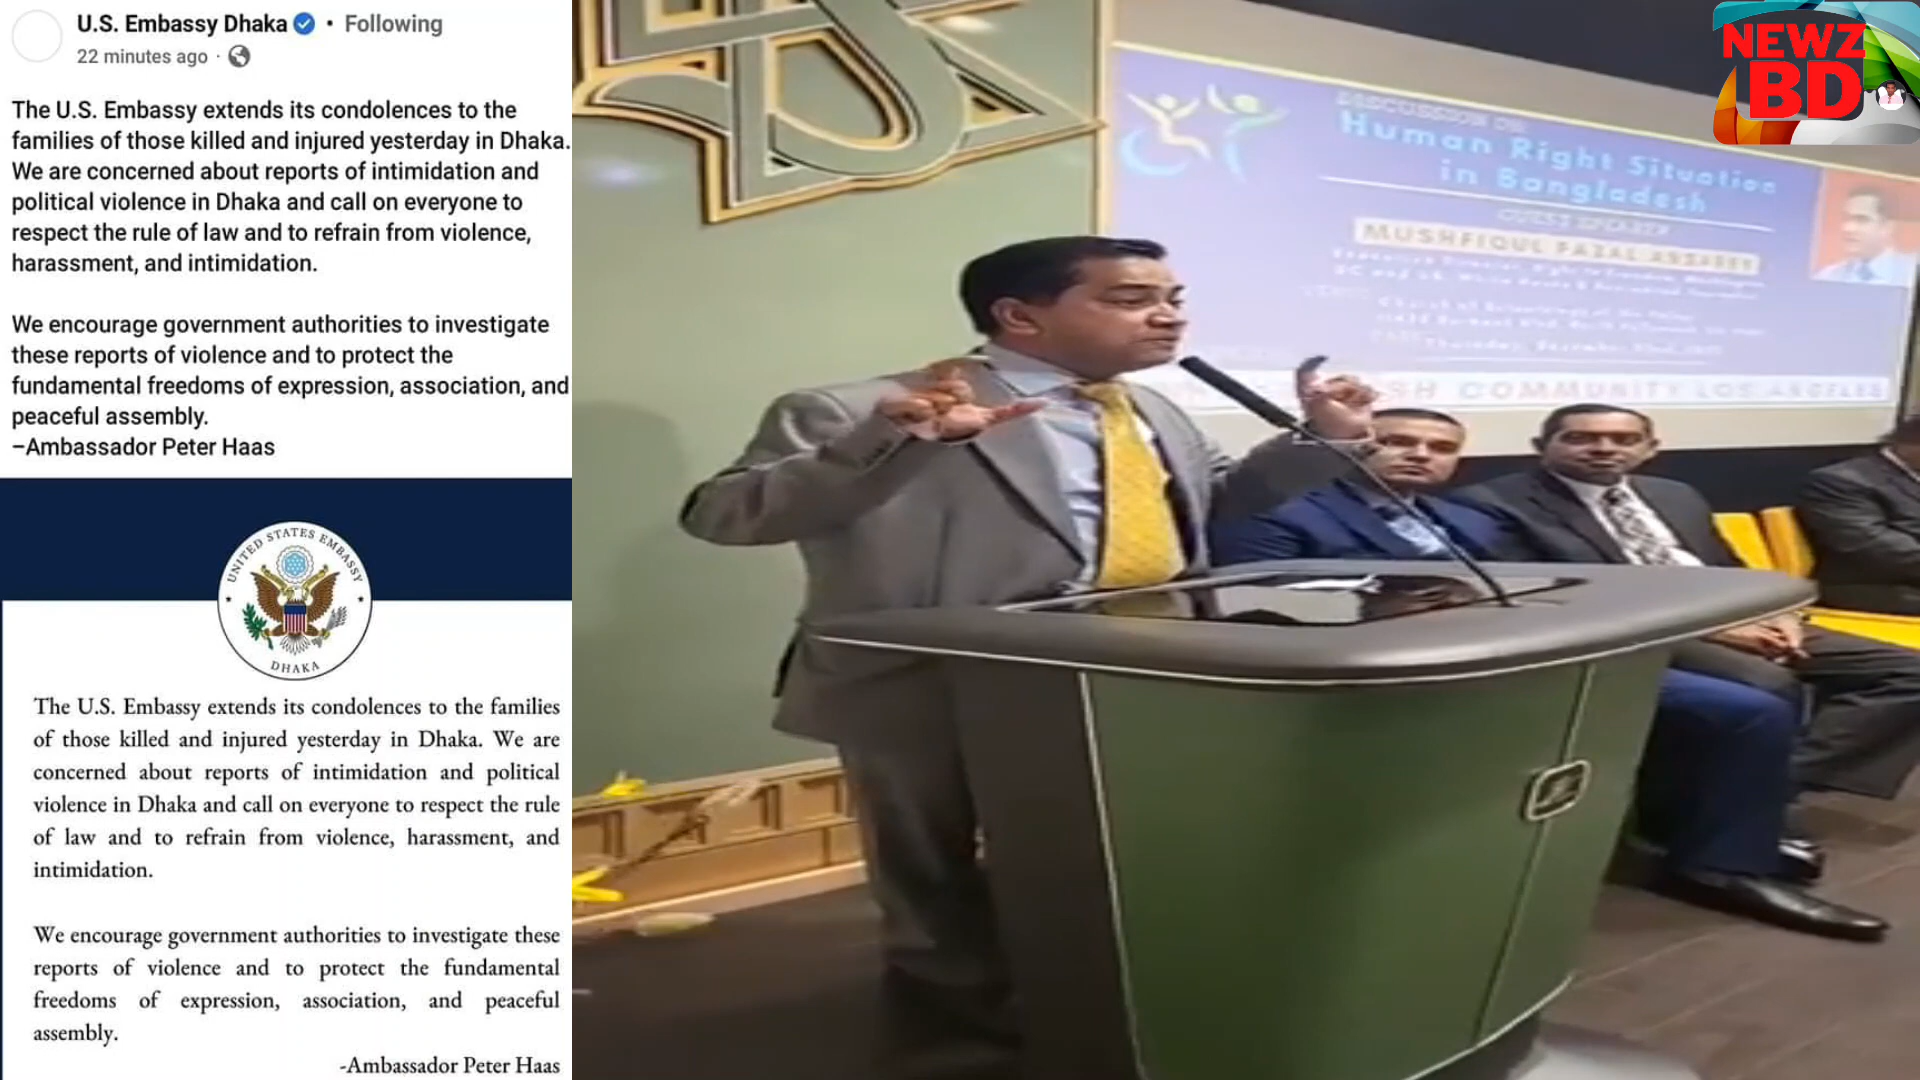 U.S. Embassy Dhaka • Following
22 minutes ago ·
The U.S. Embassy extends its condolences to the
families of those killed and injured yesterday in Dhaka.
We are concerned about reports of intimidation and
political violence in Dhaka and call on everyone to
respect the rule of law and to refrain from violence,
harassment, and intimidation.
We encourage government authorities to investigate
these reports of violence and to protect the
fundamental freedoms of expression, association, and
peaceful assembly.
–Ambassador Peter Haas
UNITED STATES EMBASSY
DHAKA
The U.S. Embassy extends its condolences to the families
of those killed and injured yesterday in Dhaka. We are
concerned about reports of intimidation and political
violence in Dhaka and call on everyone to respect the rule
of law and to refrain from violence, harassment, and
intimidation.
We encourage government authorities to investigate these
reports of violence and to protect the fundamental
freedoms of expression, association, and peaceful
assembly.
-Ambassador Peter Haas
DISCUSSION ON
Human Right Situation
in Bangladesh
GUEST SPEAKER
MUSHFIQUL FAZAL ANSAREY
COMMUNITY LOS ANGELES
NEWZ
BD